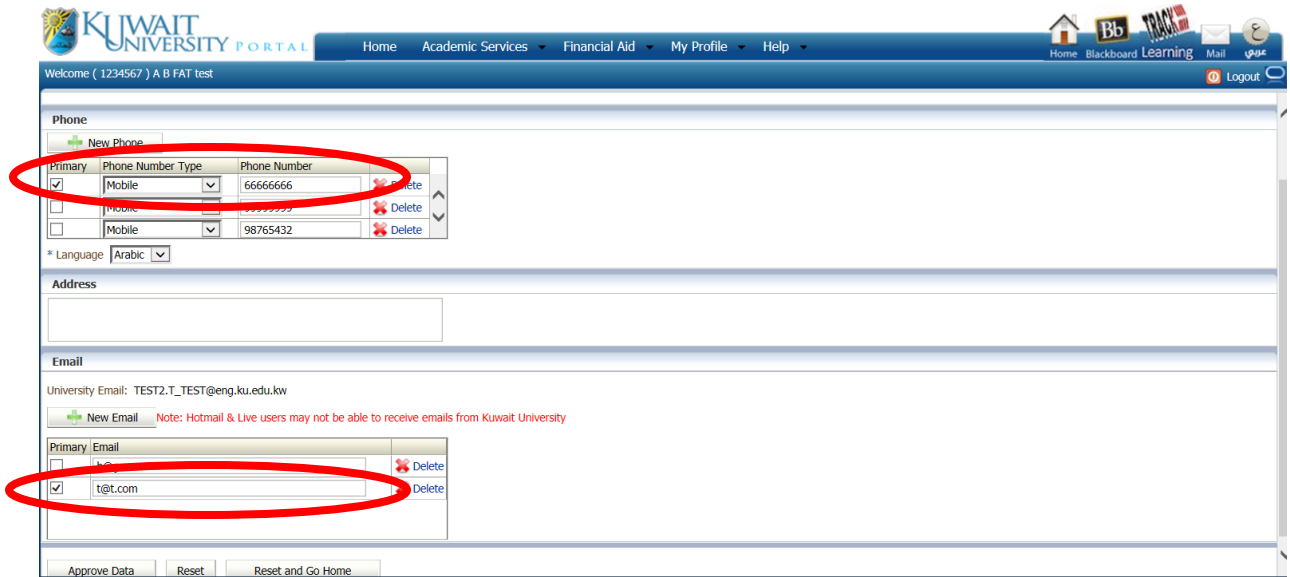 KUWAIT
UNIVERSITY PORTAL
Home Academic Services Financial Aid My Profile Help
Bb TRACK
Home Blackboard Learning Mail عربي
ع
Welcome ( 1234567 ) A B FAT test
Logout
Phone
New Phone
Primary Phone Number Type Phone Number
Mobile 66666666 Delete
Mobile Delete
Mobile 98765432 Delete
* Language Arabic
Address
Email
University Email: TEST2.T_TEST@eng.ku.edu.kw
New Email Note: Hotmail & Live users may not be able to receive emails from Kuwait University
Primary Email
Delete
t@t.com Delete
Approve Data Reset Reset and Go Home